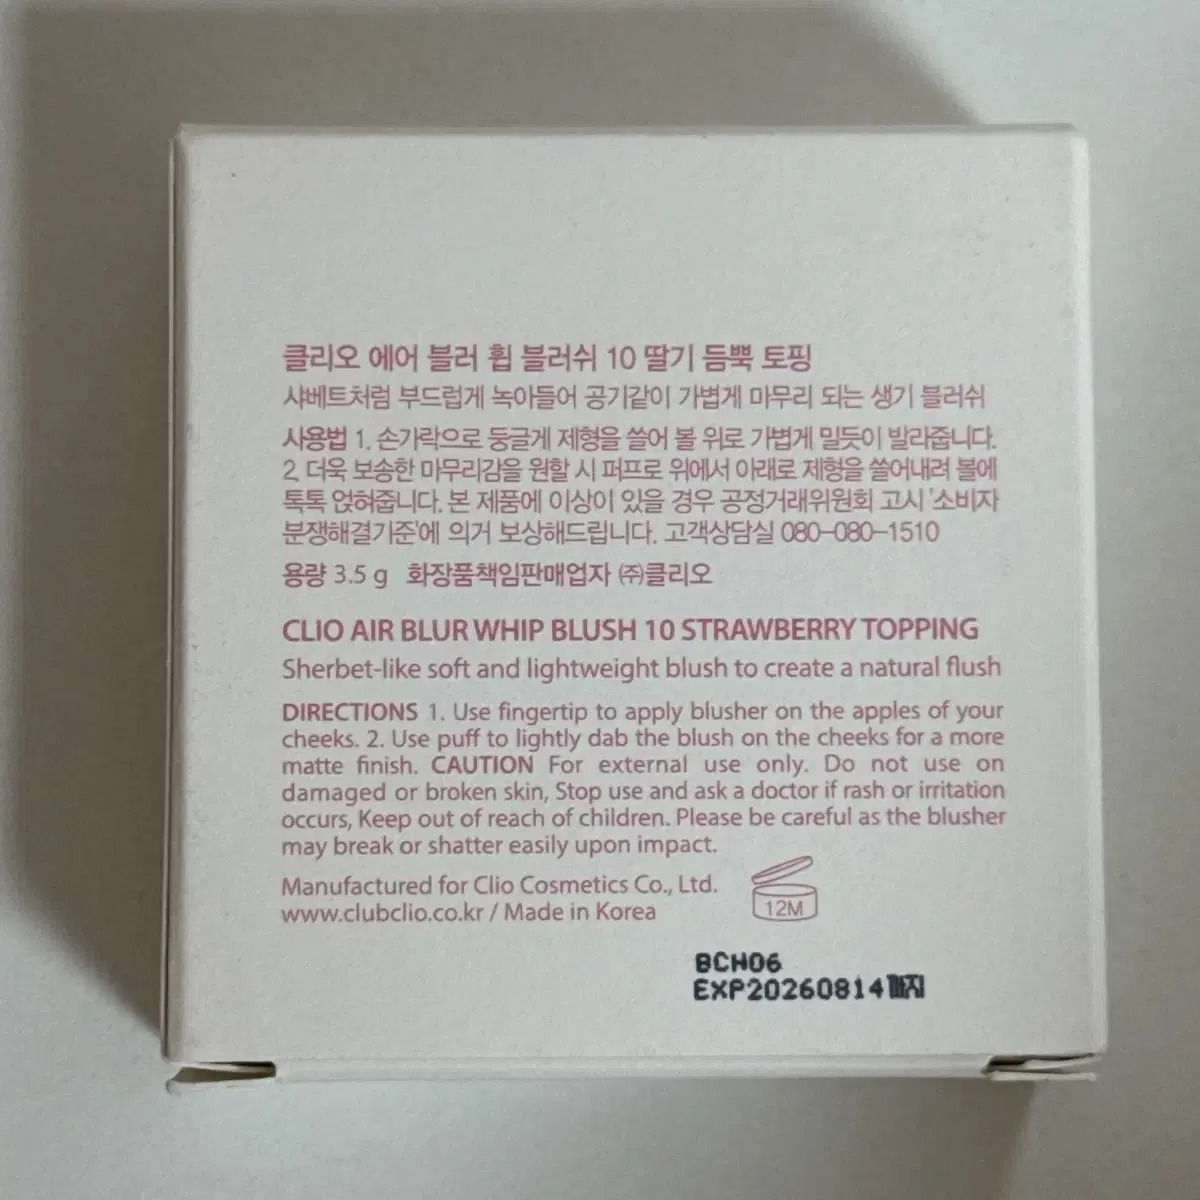 클리오 에어 블러 휩 블러쉬 10 딸기 듬뿍 토핑
샤베트처럼 부드럽게 녹아들어 공기같이 가볍게 마무리 되는 생기 블러쉬
사용법 1. 손가락으로 둥글게 제형을 쓸어 볼 위로 가볍게 밀듯이 발라줍니다.
2. 더욱 보송한 마무리감을 원할 시 퍼프로 위에서 아래로 제형을 쓸어내려 볼에
톡톡 얹혀줍니다. 본 제품에 이상이 있을 경우 공정거래위원회 고시 '소비자
분쟁해결기준'에 의거 보상해드립니다. 고객상담실 080-080-1510
용량 3.5 g 화장품책임판매업자 ㈜클리오
CLIO AIR BLUR WHIP BLUSH 10 STRAWBERRY TOPPING
Sherbet-like soft and lightweight blush to create a natural flush
DIRECTIONS 1. Use fingertip to apply blusher on the apples of your
cheeks. 2. Use puff to lightly dab the blush on the cheeks for a more
matte finish. CAUTION For external use only. Do not use on
damaged or broken skin, Stop use and ask a doctor if rash or irritation
occurs, Keep out of reach of children. Please be careful as the blusher
may break or shatter easily upon impact.
Manufactured for Clio Cosmetics Co., Ltd.
www.clubclio.co.kr / Made in Korea
12M
BCH06
EXP20260814까지